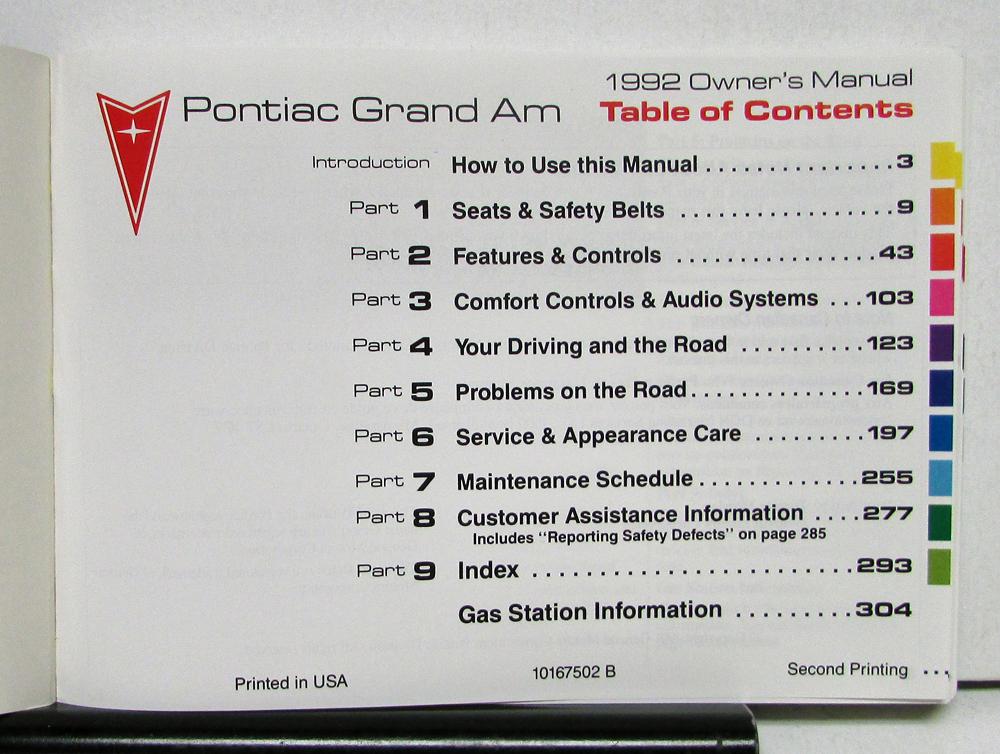 1992 Owner's Manual
Pontiac Grand Am Table of Contents
Introduction How to Use this Manual . . . . . . . . . . . . . . . 3
Part 1 Seats & Safety Belts . . . . . . . . . . . . . . . . . 9
Part 2 Features & Controls . . . . . . . . . . . . . . . . 43
Part 3 Comfort Controls & Audio Systems . . . 103
Part 4 Your Driving and the Road . . . . . . . . . . 123
Part 5 Problems on the Road . . . . . . . . . . . . . 169
Part 6 Service & Appearance Care . . . . . . . . . 197
Part 7 Maintenance Schedule . . . . . . . . . . . . . 255
Part 8 Customer Assistance Information . . . . 277
Includes "Reporting Safety Defects" on page 285
Part 9 Index . . . . . . . . . . . . . . . . . . . . . . . . . 293
Gas Station Information . . . . . . . . . 304
Printed in USA 10167502 B Second Printing . . .